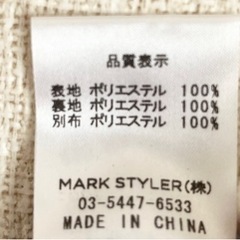 品質表示
表地 ポリエステル 100%
裏地 ポリエステル 100%
別布 ポリエステル 100%
MARK STYLER(株)
03-5447-6533
MADE IN CHINA